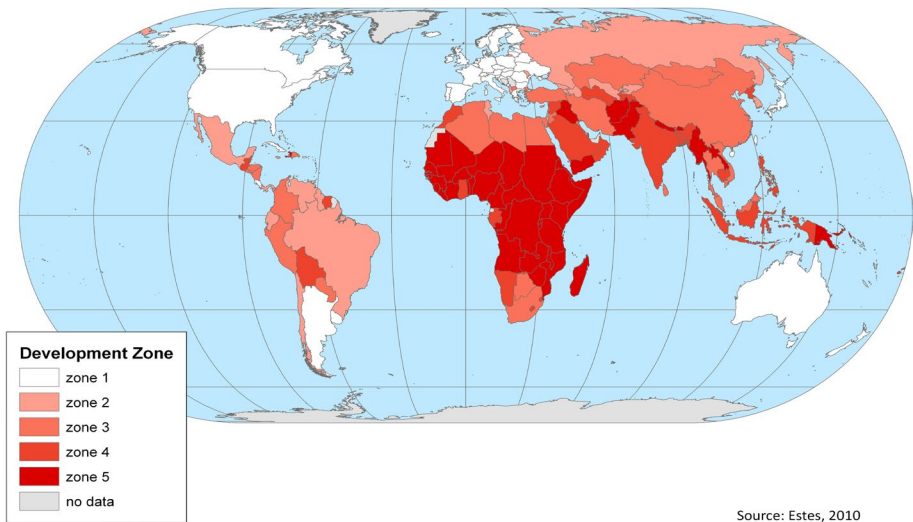 Development Zone
zone 1
zone 2
zone 3
zone 4
zone 5
no data
Source: Estes, 2010